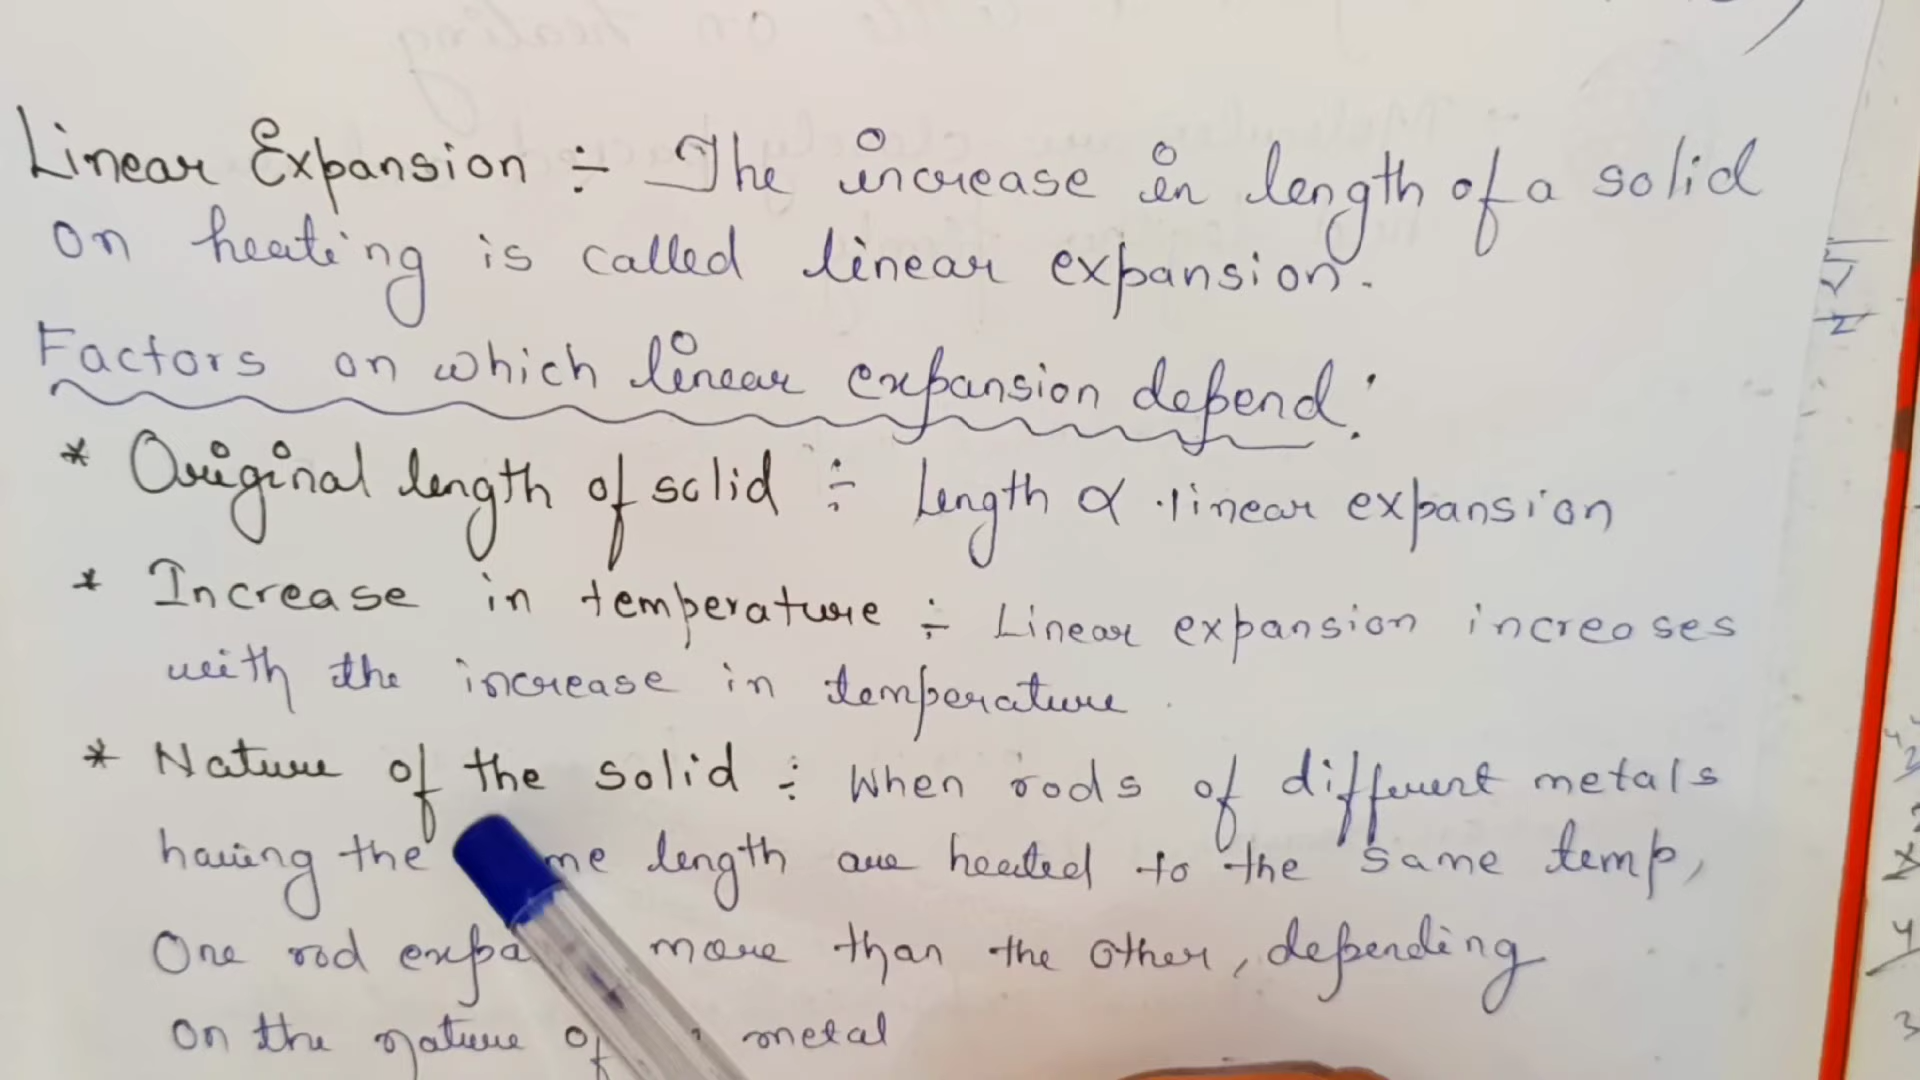 Linear Expansion ÷ The increase in length of a solid
on heating is called linear expansion.
Factors on which linear expansion depend:
* Original length of solid ÷ Length ∝ linear expansion
* Increase in temperature ÷ Linear expansion increases
with the increase in temperature.
* Nature of the solid ÷ When rods of different metals
having the length are heated to the same temp,
One rod more than the other, depending
on the nature of metal